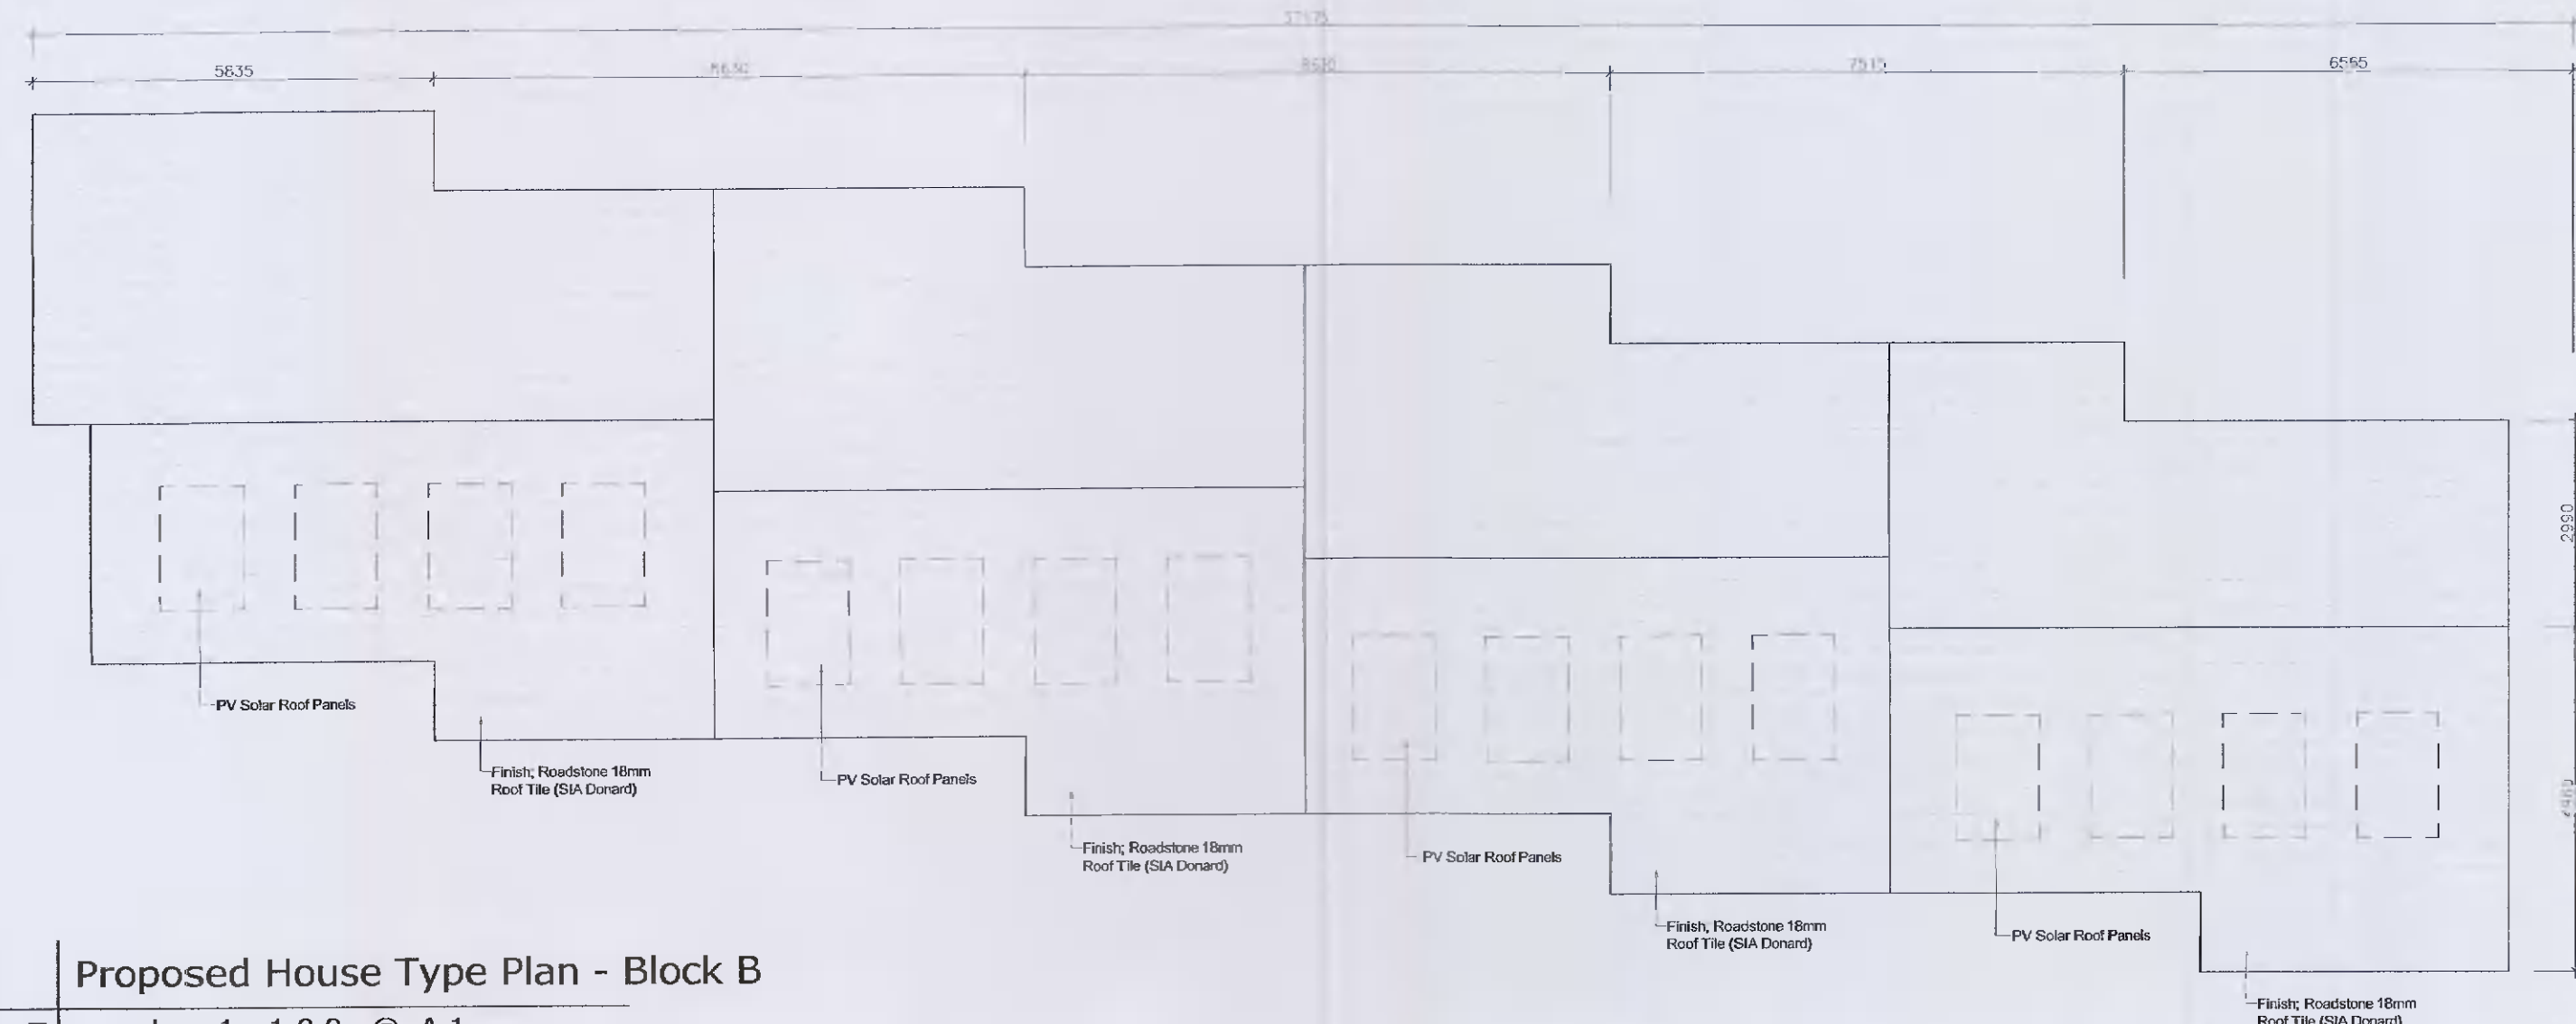 5835
8630
7515
6565
2990
PV Solar Roof Panels
Finish; Roadstone 18mm
Roof Tile (SIA Donard)
PV Solar Roof Panels
Finish; Roadstone 18mm
Roof Tile (SIA Donard)
PV Solar Roof Panels
Finish; Roadstone 18mm
Roof Tile (SIA Donard)
PV Solar Roof Panels
Finish; Roadstone 18mm
Roof Tile (SIA Donard)
Proposed House Type Plan - Block B